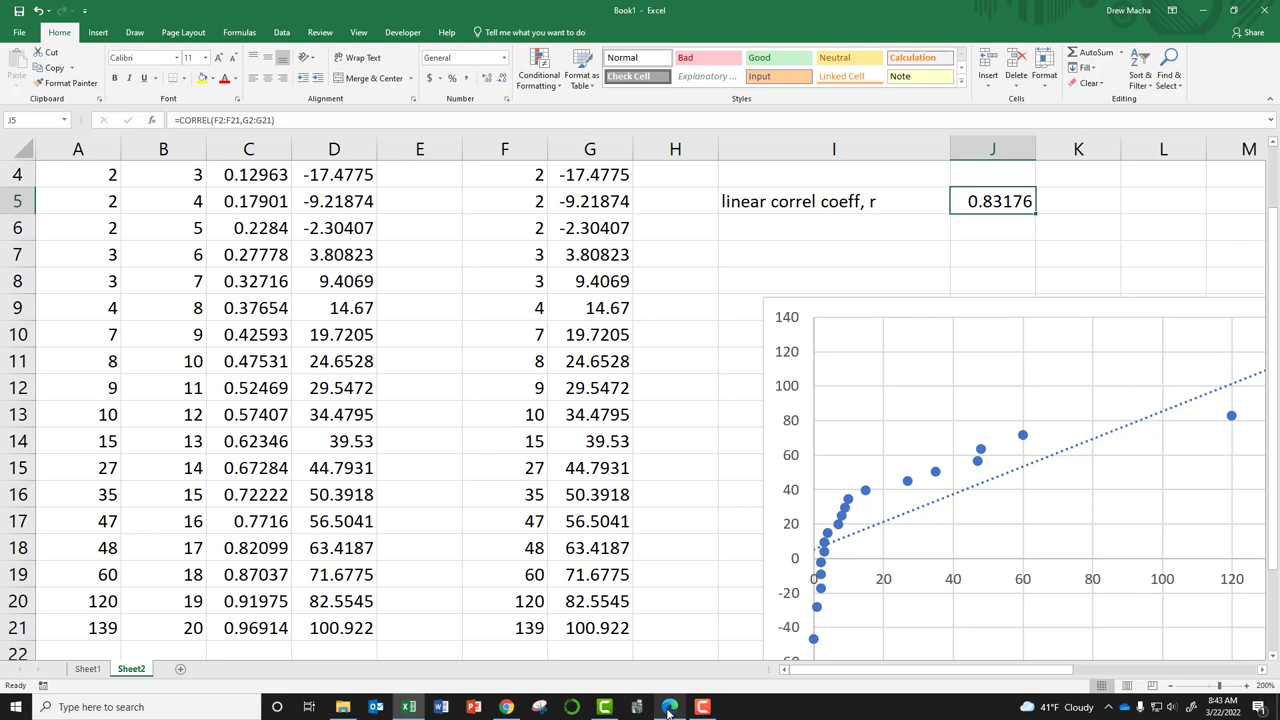 Book1 - Excel
Drew Macha
File Home Insert Draw Page Layout Formulas Data Review View Developer Help Tell me what you want to do Share
Paste
Cut
Copy
Format Painter
Clipboard
Calibri 11
B I U
Font
Wrap Text
Merge & Center
Alignment
General
$ % ,
Number
Conditional Formatting
Format as Table
Normal Bad Good Neutral Calculation
Check Cell Explanatory ... Input Linked Cell Note
Styles
Insert Delete Format
Cells
AutoSum
Fill
Clear
Sort & Filter
Find & Select
Editing
J5 fx =CORREL(F2:F21,G2:G21)
A B C D E F G H I J K L M
4 2 3 0.12963 -17.4775 2 -17.4775
5 2 4 0.17901 -9.21874 2 -9.21874 linear correl coeff, r 0.83176
6 2 5 0.2284 -2.30407 2 -2.30407
7 3 6 0.27778 3.80823 3 3.80823
8 3 7 0.32716 9.4069 3 9.4069
9 4 8 0.37654 14.67 4 14.67
10 7 9 0.42593 19.7205 7 19.7205
11 8 10 0.47531 24.6528 8 24.6528
12 9 11 0.52469 29.5472 9 29.5472
13 10 12 0.57407 34.4795 10 34.4795
14 15 13 0.62346 39.53 15 39.53
15 27 14 0.67284 44.7931 27 44.7931
16 35 15 0.72222 50.3918 35 50.3918
17 47 16 0.7716 56.5041 47 56.5041
18 48 17 0.82099 63.4187 48 63.4187
19 60 18 0.87037 71.6775 60 71.6775
20 120 19 0.91975 82.5545 120 82.5545
21 139 20 0.96914 100.922 139 100.922
22
140
120
100
80
60
40
20
0
-20
-40
-60
0 20 40 60 80 100 120
Sheet1 Sheet2
Ready
200%
Type here to search
41°F Cloudy
8:43 AM
3/22/2022